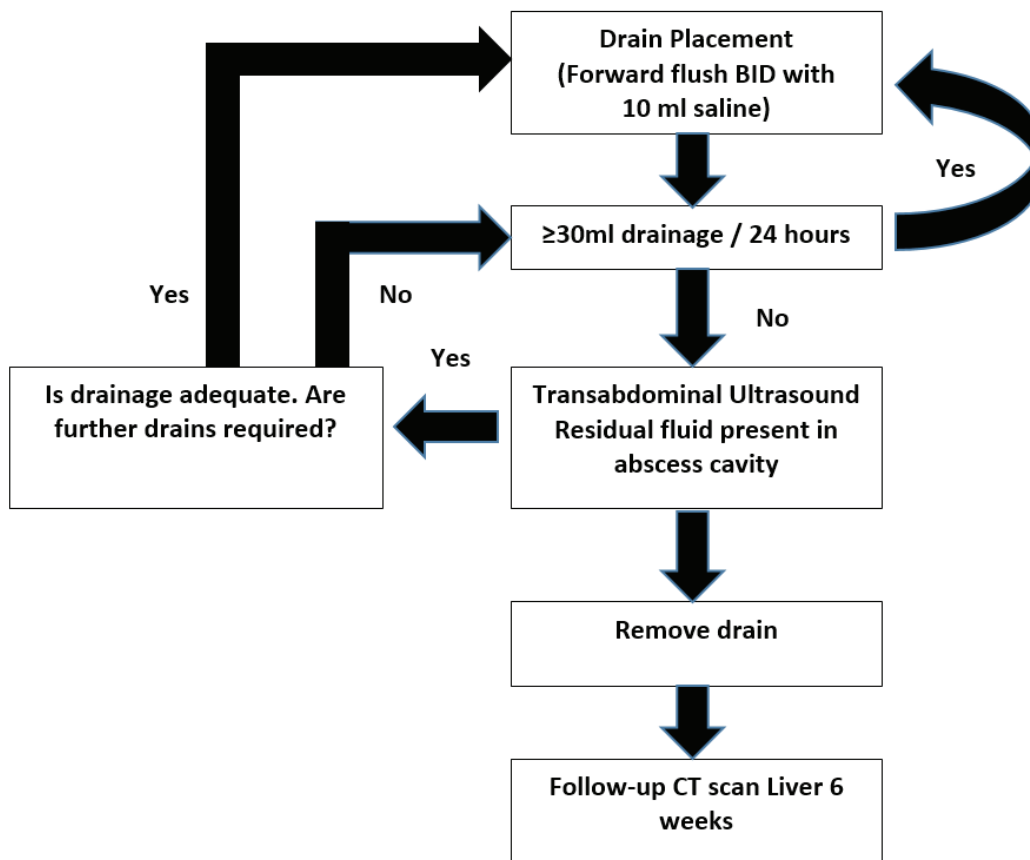 Drain Placement
(Forward flush BID with
10 ml saline)
Yes
≥30ml drainage / 24 hours
Yes
No
No
Yes
Is drainage adequate. Are
further drains required?
Transabdominal Ultrasound
Residual fluid present in
abscess cavity
Remove drain
Follow-up CT scan Liver 6
weeks